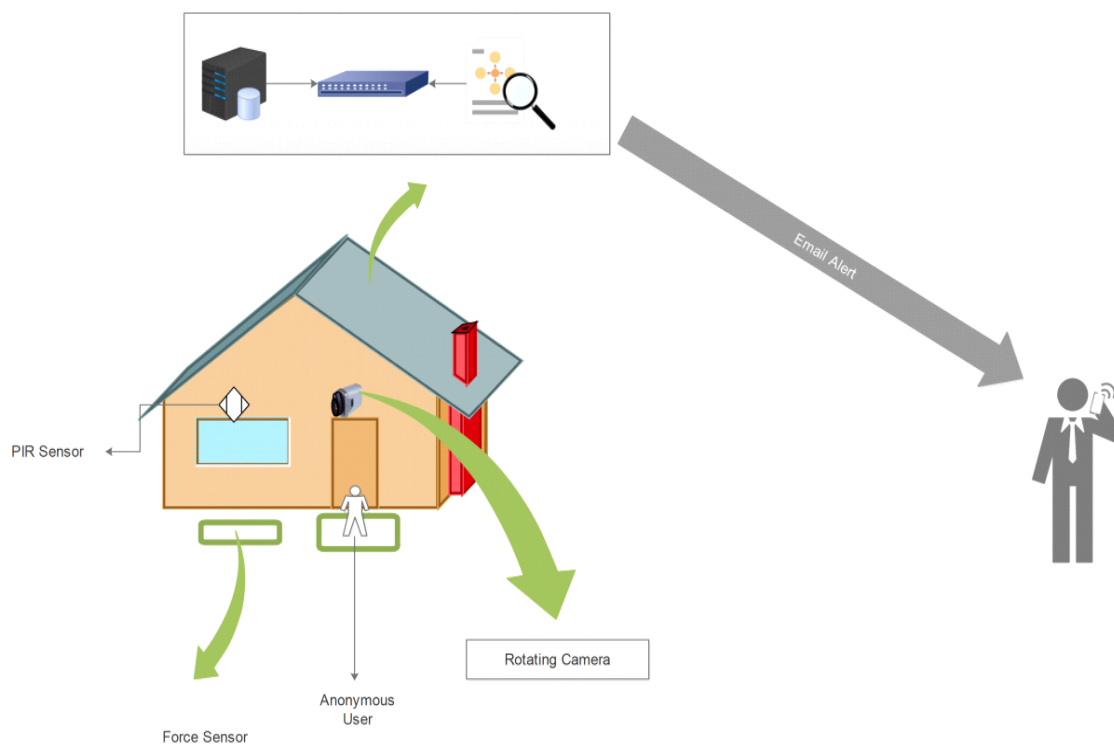 Email Alert
PIR Sensor
Rotating Camera
Anonymous
User
Force Sensor